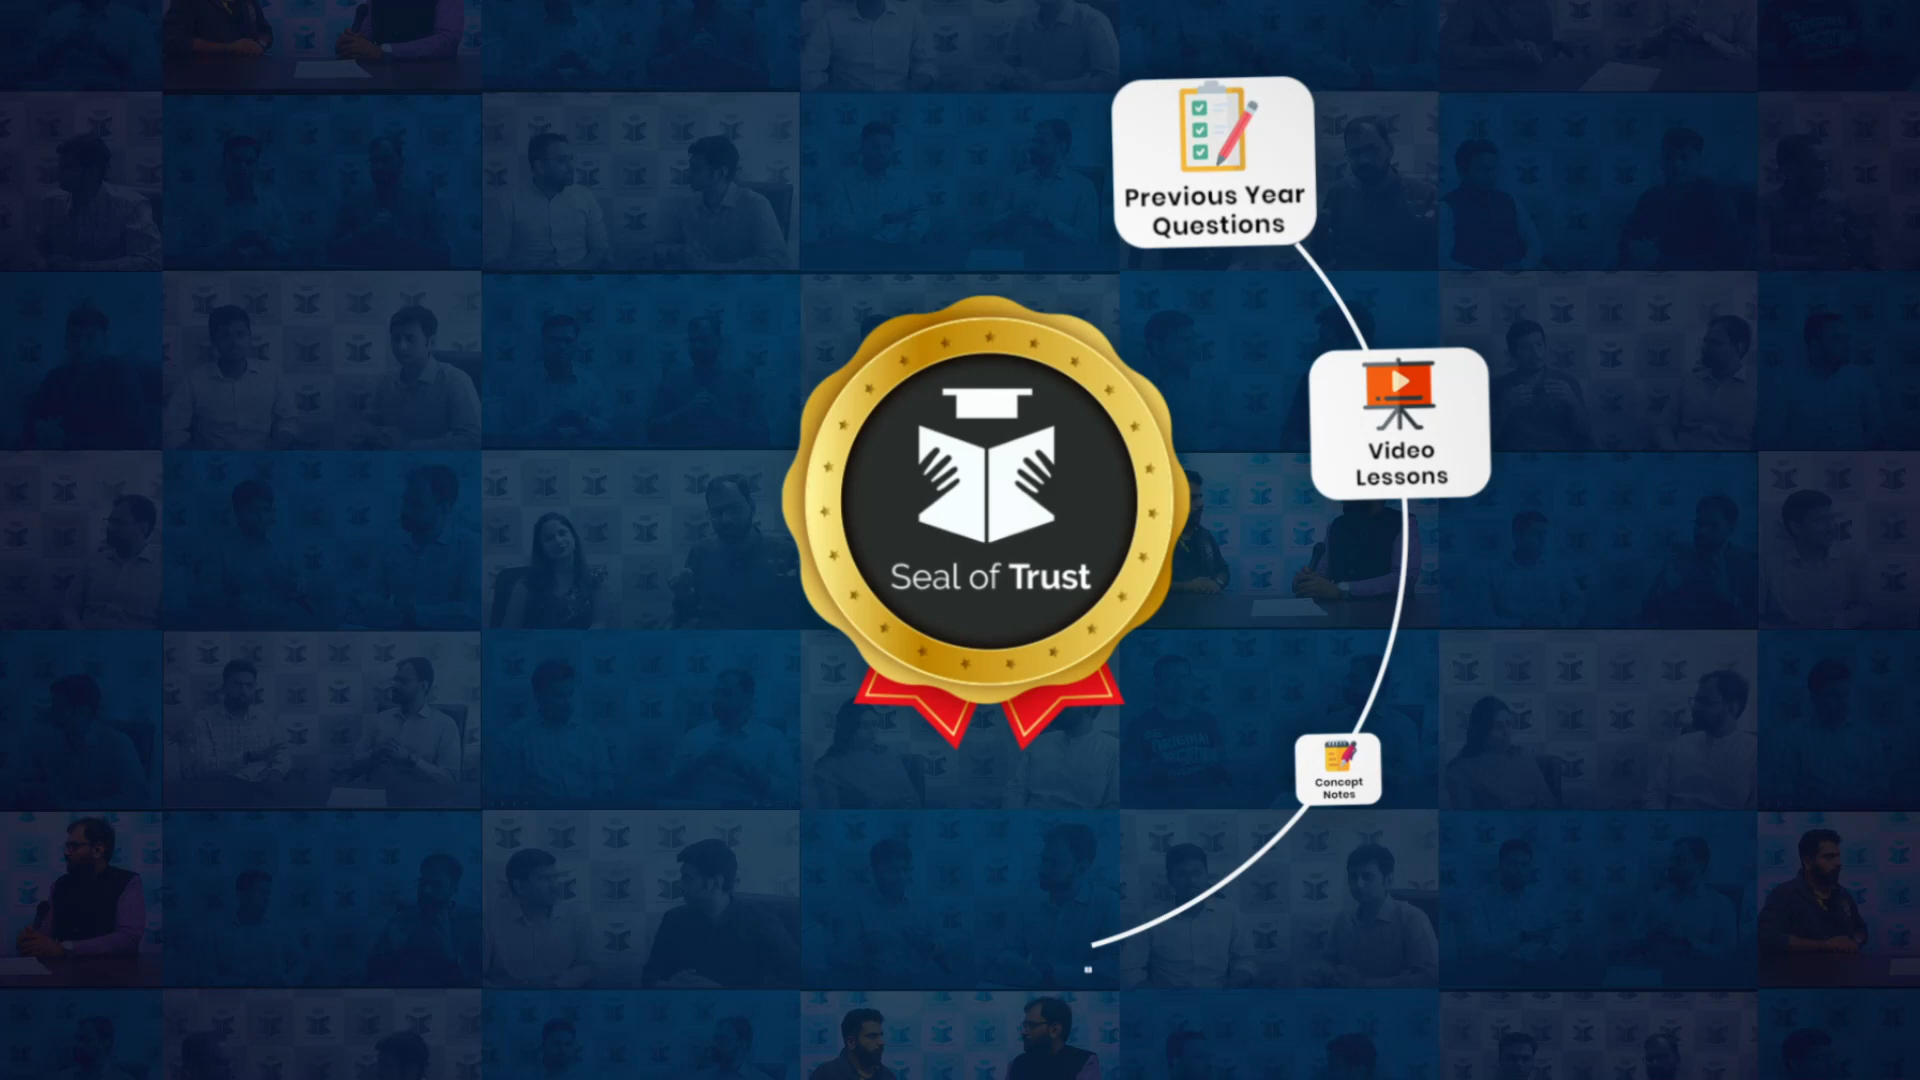 Previous Year
Questions
Video
Lessons
Seal of Trust
Concept
Notes